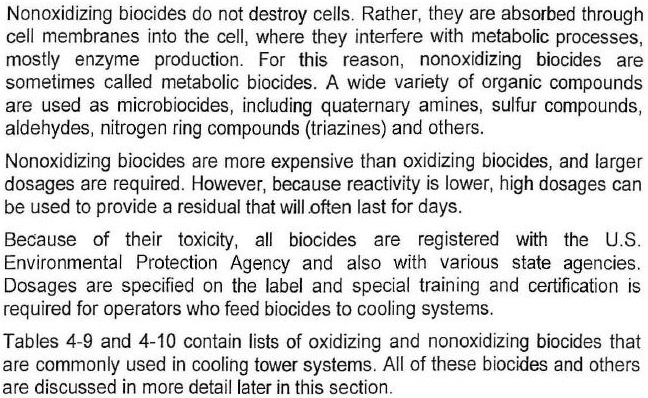 Nonoxidizing biocides do not destroy cells. Rather, they are absorbed through
cell membranes into the cell, where they interfere with metabolic processes,
mostly enzyme production. For this reason, nonoxidizing biocides are
sometimes called metabolic biocides. A wide variety of organic compounds
are used as microbiocides, including quaternary amines, sulfur compounds,
aldehydes, nitrogen ring compounds (triazines) and others.
Nonoxidizing biocides are more expensive than oxidizing biocides, and larger
dosages are required. However, because reactivity is lower, high dosages can
be used to provide a residual that will often last for days.
Because of their toxicity, all biocides are registered with the U.S.
Environmental Protection Agency and also with various state agencies.
Dosages are specified on the label and special training and certification is
required for operators who feed biocides to cooling systems.
Tables 4-9 and 4-10 contain lists of oxidizing and nonoxidizing biocides that
are commonly used in cooling tower systems. All of these biocides and others
are discussed in more detail later in this section.